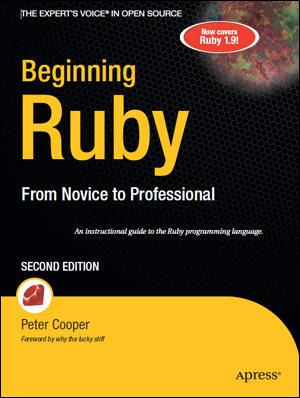 THE EXPERT'S VOICE® IN OPEN SOURCE
Now covers
Ruby 1.9!
Beginning
Ruby
From Novice to Professional
An instructional guide to the Ruby programming language.
SECOND EDITION
Peter Cooper
Foreword by why the lucky stiff
Apress®